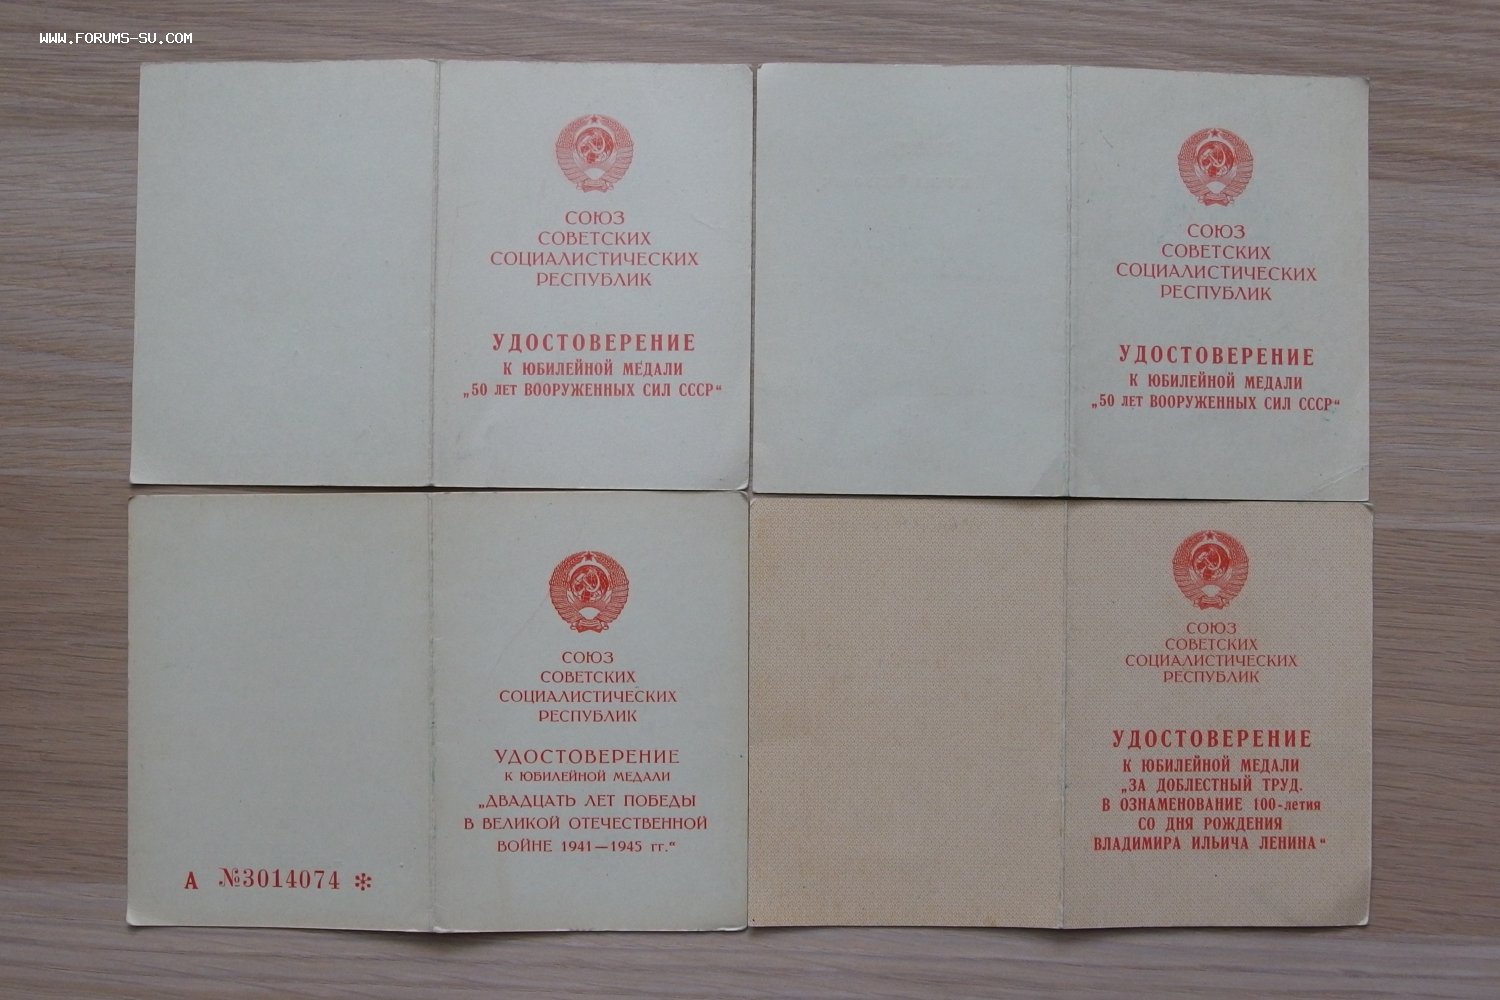 WWW.FORUMS-SU.COM
СОЮЗ
СОВЕТСКИХ
СОЦИАЛИСТИЧЕСКИХ
РЕСПУБЛИК
УДОСТОВЕРЕНИЕ
К ЮБИЛЕЙНОЙ МЕДАЛИ
„50 лет ВООРУЖЕННЫХ СИЛ СССР“
СОЮЗ
СОВЕТСКИХ
СОЦИАЛИСТИЧЕСКИХ
РЕСПУБЛИК
УДОСТОВЕРЕНИЕ
К ЮБИЛЕЙНОЙ МЕДАЛИ
„50 лет ВООРУЖЕННЫХ СИЛ СССР“
А №3014074 *
СОЮЗ
СОВЕТСКИХ
СОЦИАЛИСТИЧЕСКИХ
РЕСПУБЛИК
УДОСТОВЕРЕНИЕ
К ЮБИЛЕЙНОЙ МЕДАЛИ
„ДВАДЦАТЬ ЛЕТ ПОБЕДЫ
В ВЕЛИКОЙ ОТЕЧЕСТВЕННОЙ
ВОЙНЕ 1941—1945 гг.“
СОЮЗ
СОВЕТСКИХ
СОЦИАЛИСТИЧЕСКИХ
РЕСПУБЛИК
УДОСТОВЕРЕНИЕ
К ЮБИЛЕЙНОЙ МЕДАЛИ
„ЗА ДОБЛЕСТНЫЙ ТРУД.
В ОЗНАМЕНОВАНИЕ 100-летия
СО ДНЯ РОЖДЕНИЯ
ВЛАДИМИРА ИЛЬИЧА ЛЕНИНА“